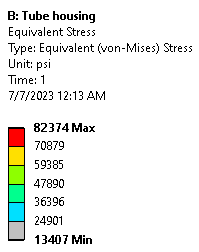 B: Tube housing
Equivalent Stress
Type: Equivalent (von-Mises) Stress
Unit: psi
Time: 1
7/7/2023 12:13 AM
82374 Max
70879
59385
47890
36396
24901
13407 Min